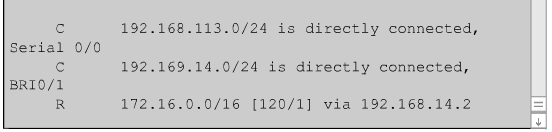 C 192.168.113.0/24 is directly connected,
Serial 0/0
C 192.169.14.0/24 is directly connected,
BRI0/1
R 172.16.0.0/16 [120/1] via 192.168.14.2